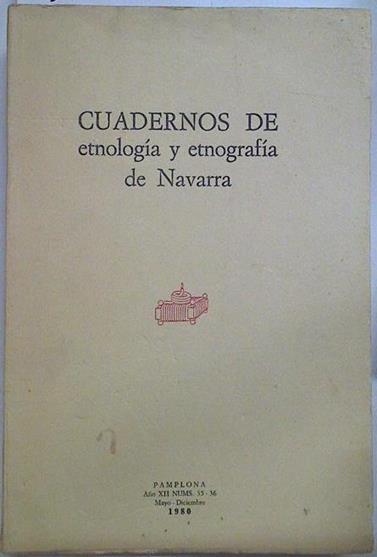 CUADERNOS DE
etnología y etnografía
de Navarra
PAMPLONA
Año XII NUMS. 35 - 36
Mayo - Diciembre
1980